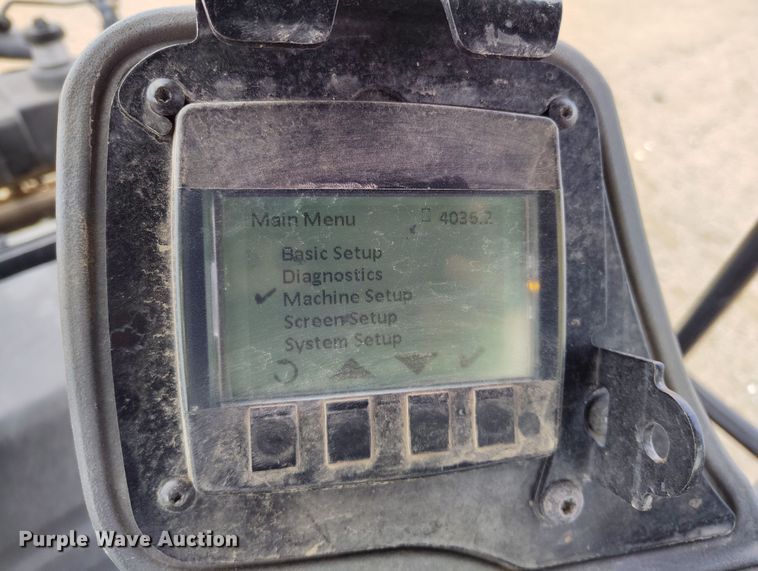 Main Menu 4036.2
Basic Setup
Diagnostics
Machine Setup
Screen Setup
System Setup
Purple Wave Auction